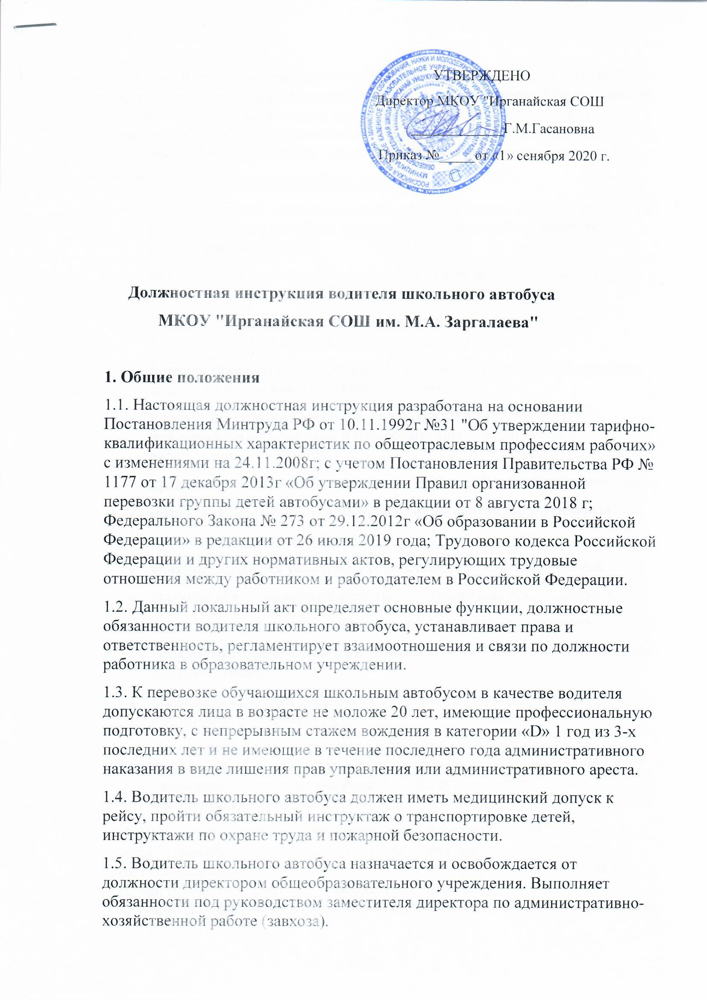 УТВЕРЖДЕНО
Директор МКОУ "Ирганайская СОШ
____________Г.М.Гасановна
Приказ №_____от «1» сенября 2020 г.
Должностная инструкция водителя школьного автобуса
МКОУ "Ирганайская СОШ им. М.А. Заргалаева"
1. Общие положения
1.1. Настоящая должностная инструкция разработана на основании
Постановления Минтруда РФ от 10.11.1992г №31 "Об утверждении тарифно-
квалификационных характеристик по общеотраслевым профессиям рабочих»
с изменениями на 24.11.2008г; с учетом Постановления Правительства РФ №
1177 от 17 декабря 2013г «Об утверждении Правил организованной
перевозки группы детей автобусами» в редакции от 8 августа 2018 г;
Федерального Закона № 273 от 29.12.2012г «Об образовании в Российской
Федерации» в редакции от 26 июля 2019 года; Трудового кодекса Российской
Федерации и других нормативных актов, регулирующих трудовые
отношения между работником и работодателем в Российской Федерации.
1.2. Данный локальный акт определяет основные функции, должностные
обязанности водителя школьного автобуса, устанавливает права и
ответственность, регламентирует взаимоотношения и связи по должности
работника в образовательном учреждении.
1.3. К перевозке обучающихся школьным автобусом в качестве водителя
допускаются лица в возрасте не моложе 20 лет, имеющие профессиональную
подготовку, с непрерывным стажем вождения в категории «D» 1 год из 3-х
последних лет и не имеющие в течение последнего года административного
наказания в виде лишения прав управления или административного ареста.
1.4. Водитель школьного автобуса должен иметь медицинский допуск к
рейсу, пройти обязательный инструктаж о транспортировке детей,
инструктажи по охране труда и пожарной безопасности.
1.5. Водитель школьного автобуса назначается и освобождается от
должности директором общеобразовательного учреждения. Выполняет
обязанности под руководством заместителя директора по административно-
хозяйственной работе (завхоза).